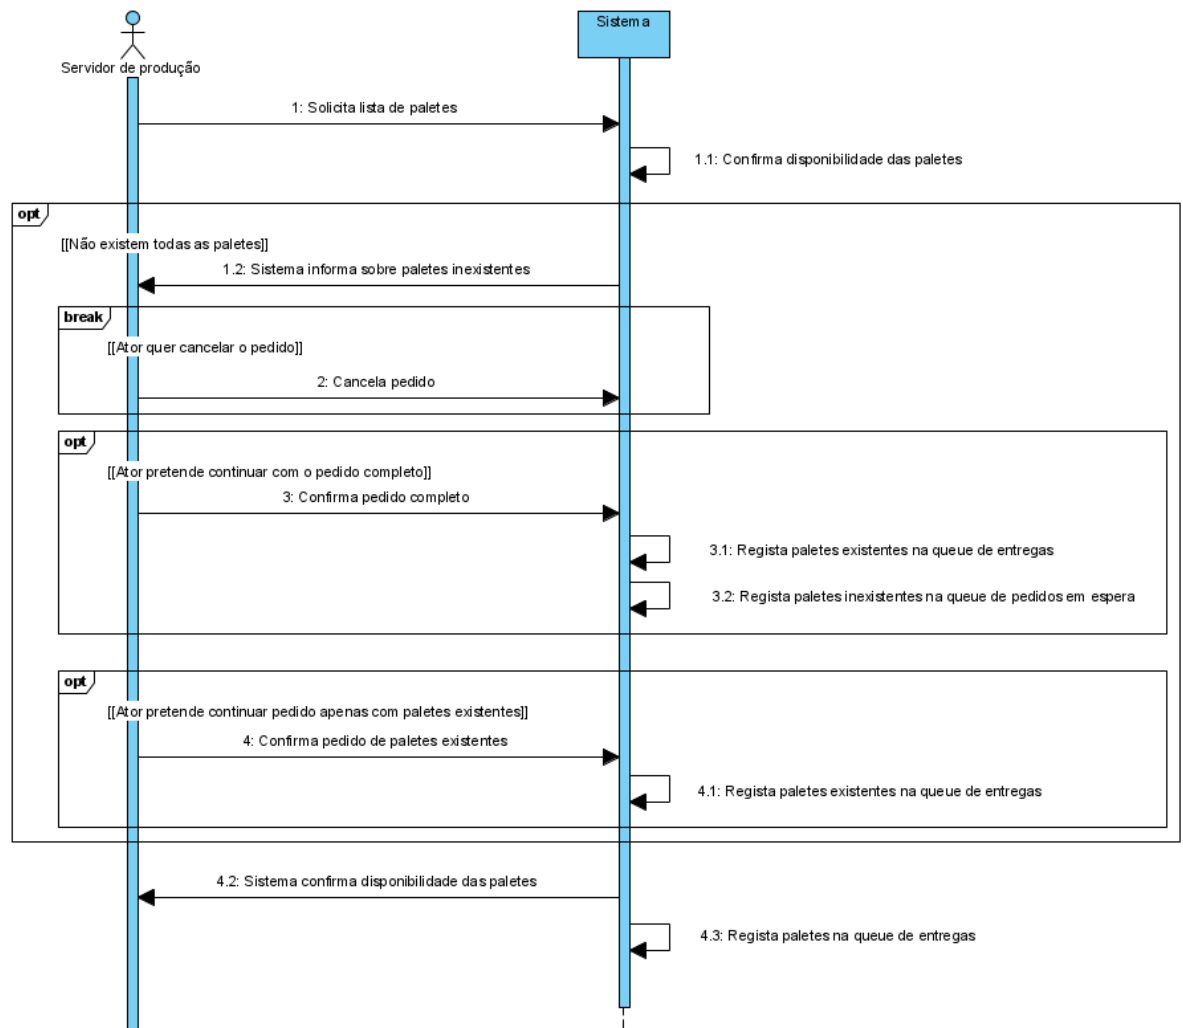 Sistema
Servidor de produção
1: Solicita lista de paletes
1.1: Confirma disponibilidade das paletes
opt
[[Não existem todas as paletes]]
1.2: Sistema informa sobre paletes inexistentes
break
[[Ator quer cancelar o pedido]]
2: Cancela pedido
opt
[[Ator pretende continuar com o pedido completo]]
3: Confirma pedido completo
3.1: Regista paletes existentes na queue de entregas
3.2: Regista paletes inexistentes na queue de pedidos em espera
opt
[[Ator pretende continuar pedido apenas com paletes existentes]]
4: Confirma pedido de paletes existentes
4.1: Regista paletes existentes na queue de entregas
4.2: Sistema confirma disponibilidade das paletes
4.3: Regista paletes na queue de entregas